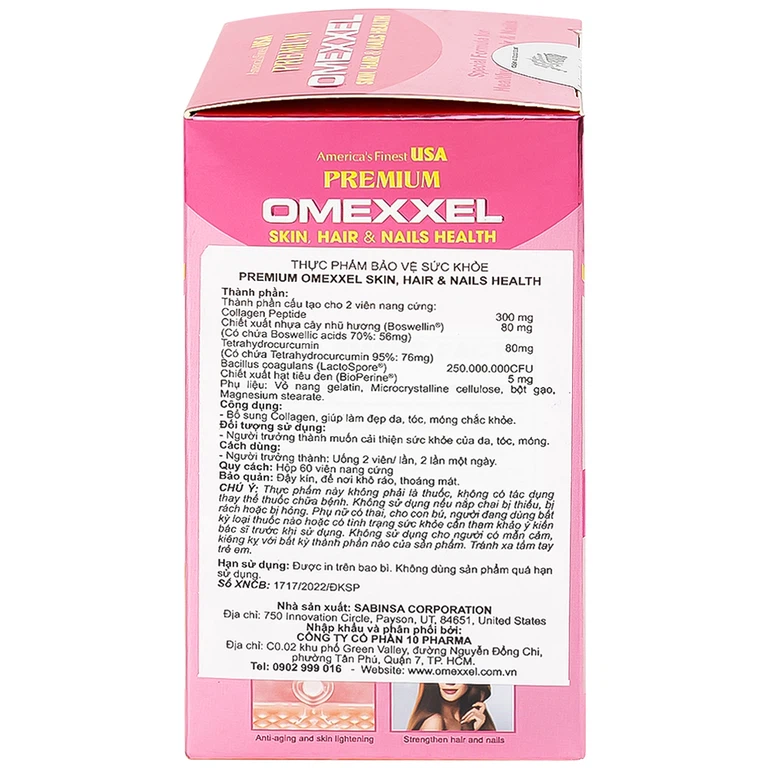 America's Finest USA
PREMIUM
OMEXXEL
SKIN, HAIR & NAILS HEALTH
Special Formula for
America's Finest USA
PREMIUM
OMEXXEL
SKIN, HAIR & NAILS HEALTH
THỰC PHẨM BẢO VỆ SỨC KHỎE
PREMIUM OMEXXEL SKIN, HAIR & NAILS HEALTH
Thành phần:
Thành phần cấu tạo cho 2 viên nang cứng:
Collagen Peptide 300 mg
Chiết xuất nhựa cây nhũ hương (Boswellin®) 80 mg
(Có chứa Boswellic acids 70%: 56mg)
Tetrahydrocurcumin 80mg
(Có chứa Tetrahydrocurcumin 95%: 76mg)
Bacillus coagulans (LactoSpore®) 250.000.000CFU
Chiết xuất hạt tiêu đen (BioPerine®) 5 mg
Phụ liệu: Vỏ nang gelatin, Microcrystalline cellulose, bột gạo,
Magnesium stearate.
Công dụng:
- Bổ sung Collagen, giúp làm đẹp da, tóc, móng chắc khỏe.
Đối tượng sử dụng:
- Người trưởng thành muốn cải thiện sức khỏe của da, tóc, móng.
Cách dùng:
- Người trưởng thành: Uống 2 viên/ lần, 2 lần một ngày.
Quy cách: Hộp 60 viên nang cứng
Bảo quản: Đậy kín, để nơi khô ráo, thoáng mát.
CHÚ Ý: Thực phẩm này không phải là thuốc, không có tác dụng
thay thế thuốc chữa bệnh. Không sử dụng nếu nắp chai bị thiếu, bị
rách hoặc bị hỏng. Phụ nữ có thai, cho con bú, người đang dùng bất
kỳ loại thuốc nào hoặc có tình trạng sức khỏe cần tham khảo ý kiến
bác sĩ trước khi sử dụng. Không sử dụng cho người có mẫn cảm,
kiêng kỵ với bất kỳ thành phần nào của sản phẩm. Tránh xa tầm tay
trẻ em.
Hạn sử dụng: Được in trên bao bì. Không dùng sản phẩm quá hạn
sử dụng.
Số XNCB: 1717/2022/ĐKSP
Nhà sản xuất: SABINSA CORPORATION
Địa chỉ: 750 Innovation Circle, Payson, UT, 84651, United States
Nhập khẩu và phân phối bởi:
CÔNG TY CỔ PHẦN 10 PHARMA
Địa chỉ: C0.02 khu phố Green Valley, đường Nguyễn Đổng Chi,
phường Tân Phú, Quận 7, TP. HCM.
Tel: 0902 999 016 - Website: www.omexxel.com.vn
Anti-aging and skin lightening
Strengthen hair and nails